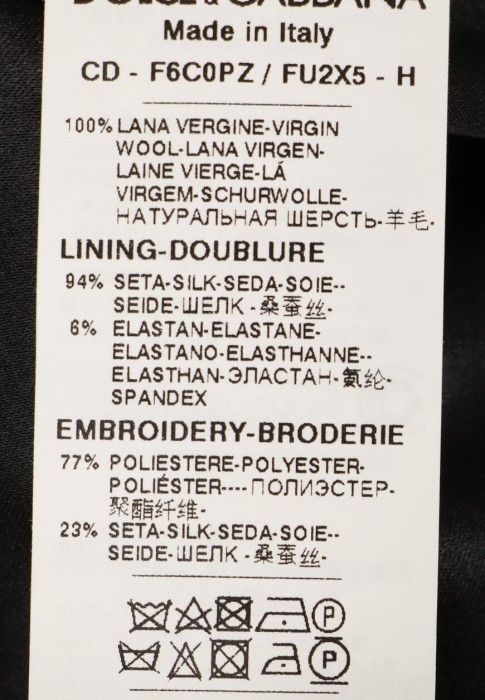 DOLCE & GABBANA
Made in Italy
CD - F6C0PZ / FU2X5 - H
100% LANA VERGINE-VIRGIN
WOOL-LANA VIRGEN-
LAINE VIERGE-LÁ
VIRGEM-SCHURWOLLE-
НАТУРАЛЬНАЯ ШЕРСТЬ-羊毛-
LINING-DOUBLURE
94% SETA-SILK-SEDA-SOIE--
SEIDE-ШЕЛК -桑蚕丝-
6% ELASTAN-ELASTANE-
ELASTANO-ELASTHANNE--
ELASTHAN-ЭЛАСТАН-氨纶-
SPANDEX
EMBROIDERY-BRODERIE
77% POLIESTERE-POLYESTER-
POLIÉSTER----ПОЛИЭСТЕР-
聚酯纤维-
23% SETA-SILK-SEDA-SOIE--
SEIDE-ШЕЛК -桑蚕丝-
P
P